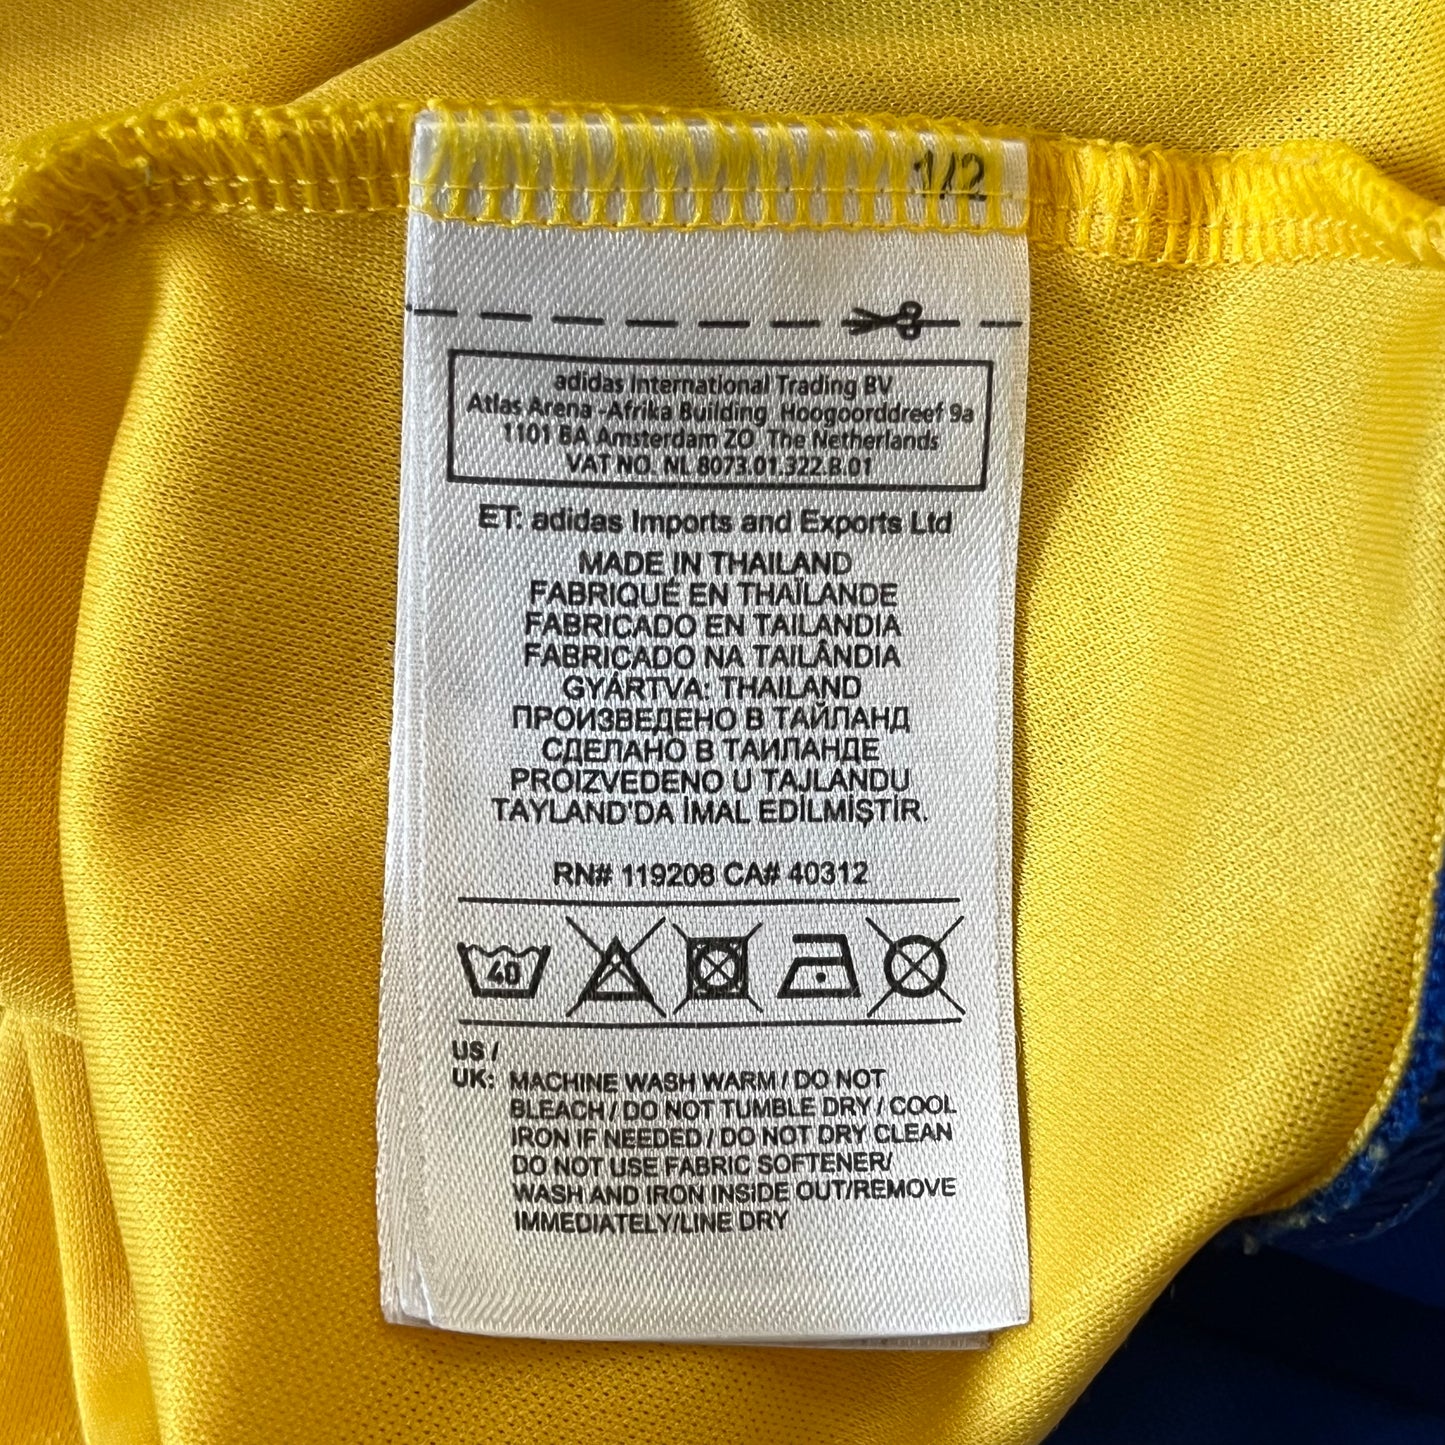 1/2
adidas International Trading BV
Atlas Arena -Afrika Building Hoogoorddreef 9a
1101 BA Amsterdam ZO The Netherlands
VAT NO. NL 8073.01.322.B.01
ET: adidas Imports and Exports Ltd
MADE IN THAILAND
FABRIQUÉ EN THAÏLANDE
FABRICADO EN TAILANDIA
FABRICADO NA TAILÂNDIA
GYÁRTVA: THAILAND
ПРОИЗВЕДЕНО В ТАЙЛАНД
СДЕЛАНО В ТАИЛАНДЕ
PROIZVEDENO U TAJLANDU
TAYLAND'DA İMAL EDİLMİŞTİR.
RN# 119208 CA# 40312
40
US /
UK: MACHINE WASH WARM / DO NOT
BLEACH / DO NOT TUMBLE DRY / COOL
IRON IF NEEDED / DO NOT DRY CLEAN
DO NOT USE FABRIC SOFTENER/
WASH AND IRON INSIDE OUT/REMOVE
IMMEDIATELY/LINE DRY